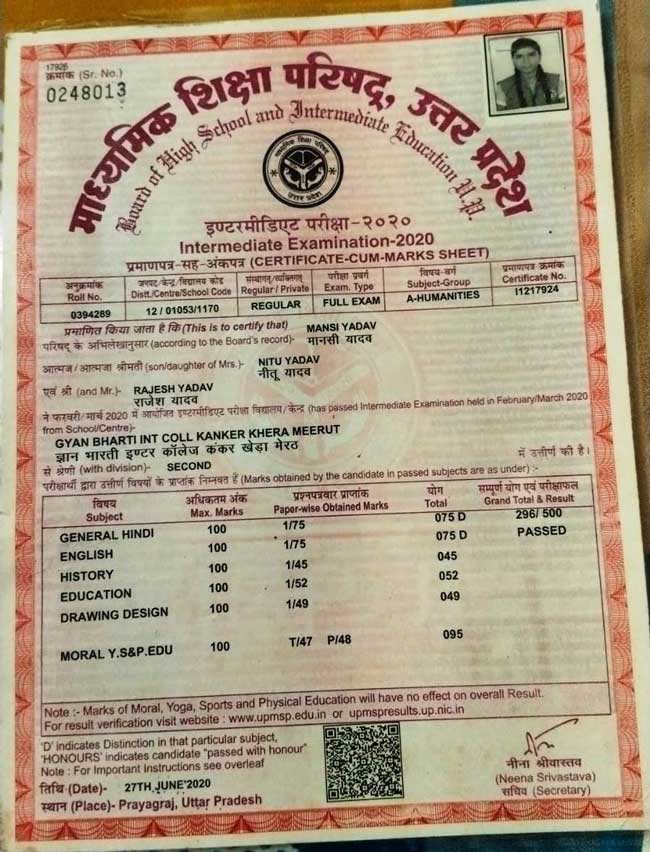 17926
क्रमांक (Sr. No.)
0248013
माध्यमिक शिक्षा परिषद्, उत्तर प्रदेश
Board of High School and Intermediate Education U.P.
माध्यमिक शिक्षा परिषद्
उत्तर प्रदेश
इण्टरमीडिएट परीक्षा-२०२०
Intermediate Examination-2020
प्रमाणपत्र-सह-अंकपत्र (CERTIFICATE-CUM-MARKS SHEET)
अनुक्रमांक जनपद/केन्द्र/विद्यालय कोड संस्थागत/व्यक्तिगत परीक्षा प्रवर्ग विषय-वर्ग प्रमाणपत्र क्रमांक
Roll No. Distt./Centre/School Code Regular / Private Exam. Type Subject-Group Certificate No.
0394289 12 / 01053/1170 REGULAR FULL EXAM A-HUMANITIES I1217924
प्रमाणित किया जाता है कि (This is to certify that) MANSI YADAV
परिषद् के अभिलेखानुसार (according to the Board's record)- मानसी यादव
आत्मज / आत्मजा श्रीमती (son/daughter of Mrs.)- NITU YADAV
नीतू यादव
एवं श्री (and Mr.)- RAJESH YADAV
राजेश यादव
ने फरवरी/ मार्च 2020 में आयोजित इण्टरमीडिएट परीक्षा विद्यालय/ केन्द्र (has passed Intermediate Examination held in February/March 2020
from School/Centre)-
GYAN BHARTI INT COLL KANKER KHERA MEERUT
ज्ञान भारती इण्टर कॉलेज कंकर खेड़ा मेरठ
से श्रेणी (with division)- SECOND में उत्तीर्ण की है।
परीक्षार्थी द्वारा उत्तीर्ण विषयों के प्राप्तांक निम्नवत हैं (Marks obtained by the candidate in passed subjects are as under) :-
विषय अधिकतम अंक प्रश्नपत्रवार प्राप्तांक योग सम्पूर्ण योग एवं परीक्षाफल
Subject Max. Marks Paper-wise Obtained Marks Total Grand Total & Result
GENERAL HINDI 100 1/75 075 D 296/ 500
ENGLISH 100 1/75 075 D PASSED
HISTORY 100 1/45 045
EDUCATION 100 1/52 052
DRAWING DESIGN 100 1/49 049
MORAL Y.S&P.EDU 100 T/47 P/48 095
Note :- Marks of Moral, Yoga, Sports and Physical Education will have no effect on overall Result.
For result verification visit website : www.upmsp.edu.in or upmspresults.up.nic.in
'D' indicates Distinction in that particular subject,
'HONOURS' indicates candidate "passed with honour"
Note : For Important Instructions see overleaf
तिथि (Date)- 27TH JUNE'2020
स्थान (Place)- Prayagraj, Uttar Pradesh
नीना श्रीवास्तव
(Neena Srivastava)
सचिव (Secretary)